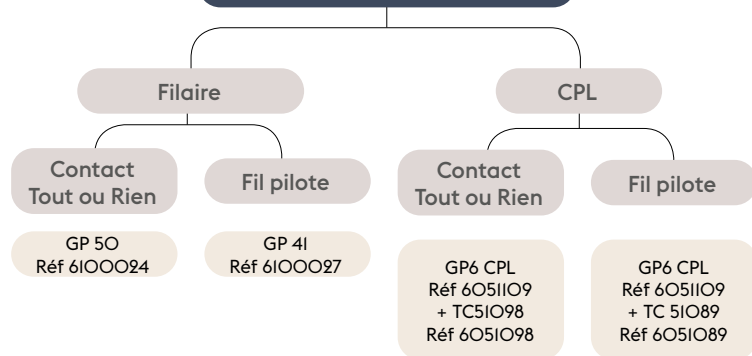 Filaire
CPL
Contact
Tout ou Rien
Fil pilote
Contact
Tout ou Rien
Fil pilote
GP 50
Réf 6100024
GP 41
Réf 6100027
GP6 CPL
Réf 6051109
+ TC51098
Réf 6051098
GP6 CPL
Réf 6051109
+ TC 51089
Réf 6051089